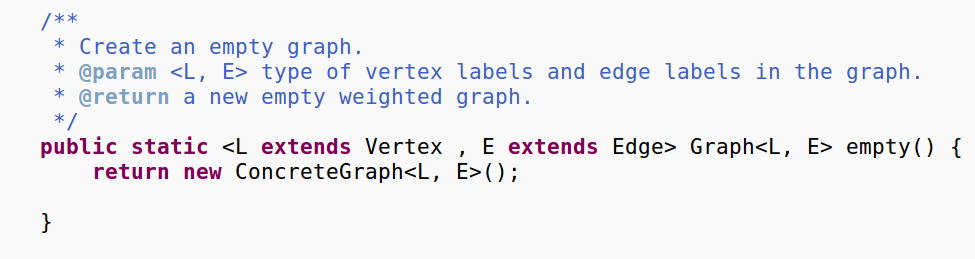 /**
 * Create an empty graph.
 * @param <L, E> type of vertex labels and edge labels in the graph.
 * @return a new empty weighted graph.
 */
public static <L extends Vertex , E extends Edge> Graph<L, E> empty() {
    return new ConcreteGraph<L, E>();
}